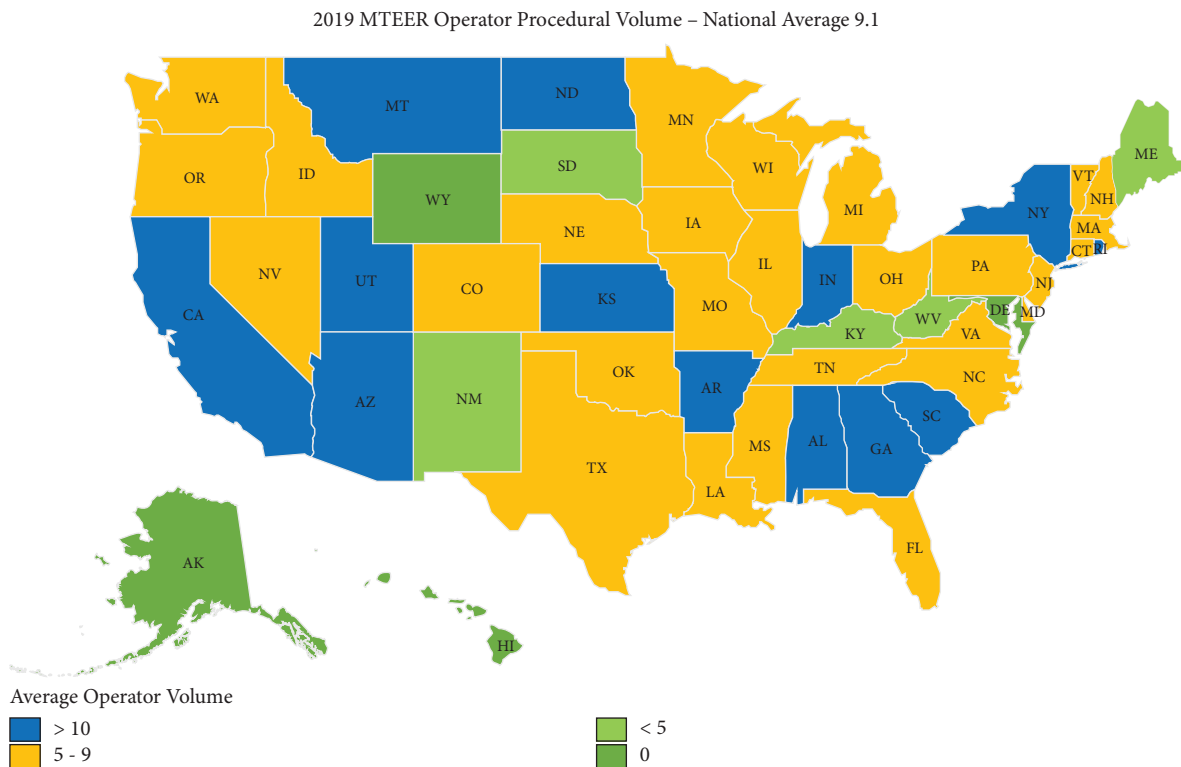 2019 MTEER Operator Procedural Volume – National Average 9.1
WA
MT
ND
MN
OR
ID
WY
SD
WI
MI
ME
VT
NH
NY
MA
CT
RI
NV
UT
CO
NE
IA
IL
IN
OH
PA
NJ
CA
KS
MO
KY
WV
DE
MD
VA
AZ
NM
OK
AR
TN
NC
SC
TX
LA
MS
AL
GA
FL
AK
HI
Average Operator Volume
> 10
5 - 9
< 5
0